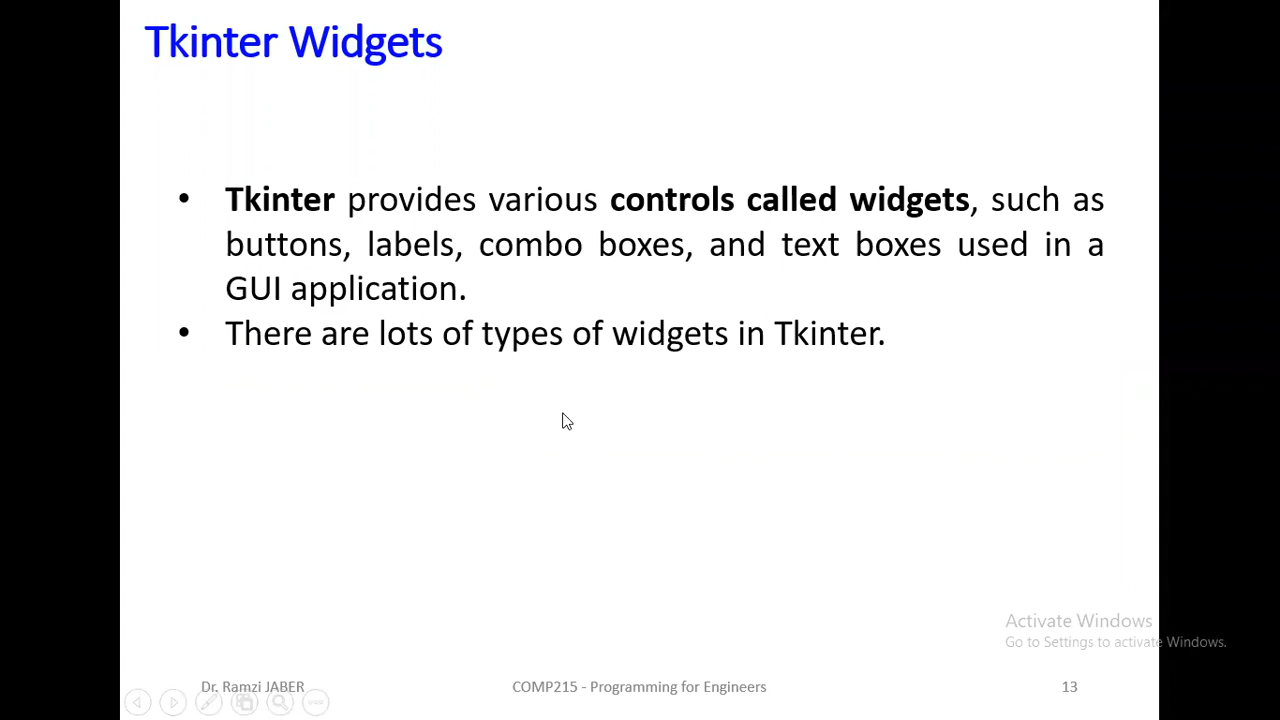 Tkinter Widgets
• Tkinter provides various controls called widgets, such as
buttons, labels, combo boxes, and text boxes used in a
GUI application.
• There are lots of types of widgets in Tkinter.
Activate Windows
Go to Settings to activate Windows.
Dr. Ramzi JABER
COMP215 - Programming for Engineers
13